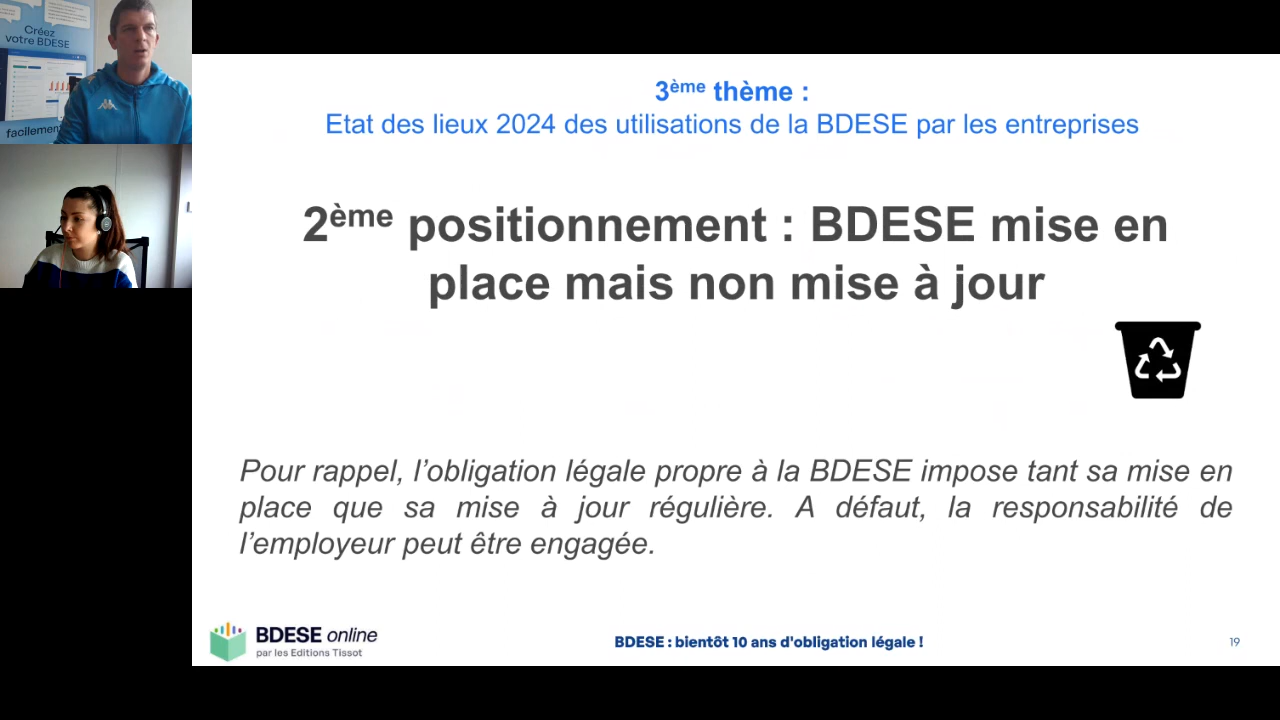 Créez
votre BDESE
facilement
3ème thème :
Etat des lieux 2024 des utilisations de la BDESE par les entreprises
2ème positionnement : BDESE mise en
place mais non mise à jour
Pour rappel, l’obligation légale propre à la BDESE impose tant sa mise en
place que sa mise à jour régulière. A défaut, la responsabilité de
l’employeur peut être engagée.
BDESE online
par les Editions Tissot
BDESE : bientôt 10 ans d'obligation légale !
19